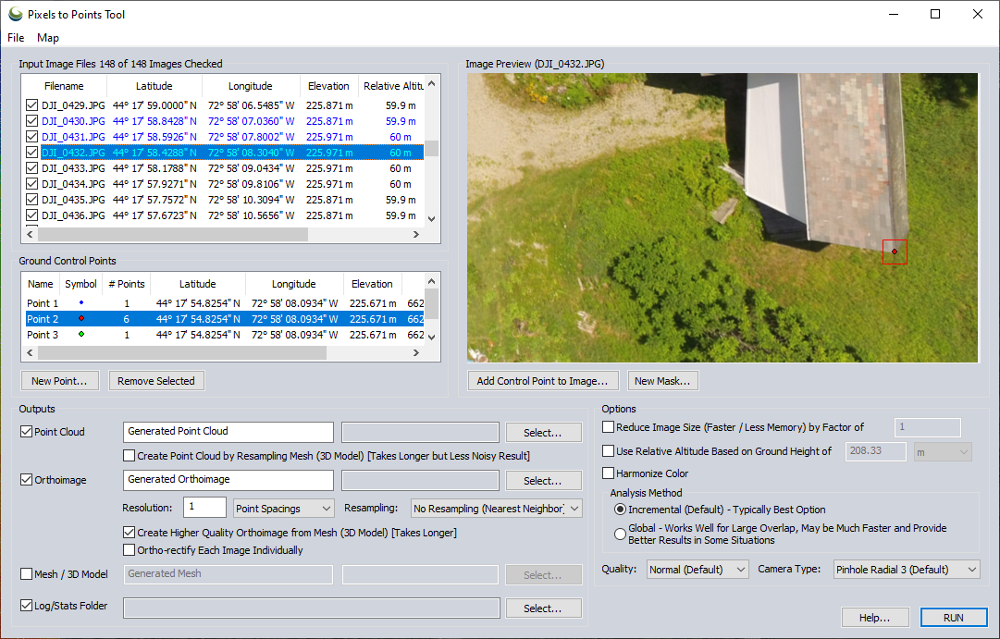 Pixels to Points Tool
File Map
Input Image Files 148 of 148 Images Checked
Filename Latitude Longitude Elevation Relative Altitu
DJI_0429.JPG 44° 17' 59.0000" N 72° 58' 06.5485" W 225.871 m 59.9 m
DJI_0430.JPG 44° 17' 58.8428" N 72° 58' 07.0360" W 225.871 m 59.9 m
DJI_0431.JPG 44° 17' 58.5926" N 72° 58' 07.8002" W 225.971 m 60 m
DJI_0432.JPG 44° 17' 58.4288" N 72° 58' 08.3040" W 225.971 m 60 m
DJI_0433.JPG 44° 17' 58.1788" N 72° 58' 09.0434" W 225.971 m 60 m
DJI_0434.JPG 44° 17' 57.9271" N 72° 58' 09.8106" W 225.971 m 60 m
DJI_0435.JPG 44° 17' 57.7572" N 72° 58' 10.3094" W 225.871 m 59.9 m
DJI_0436.JPG 44° 17' 57.6723" N 72° 58' 10.5656" W 225.871 m 59.9 m
Ground Control Points
Name Symbol # Points Latitude Longitude Elevation
Point 1 1 44° 17' 54.8254" N 72° 58' 08.0934" W 225.671 m 662
Point 2 6 44° 17' 54.8254" N 72° 58' 08.0934" W 225.671 m 662
Point 3 1 44° 17' 54.8254" N 72° 58' 08.0934" W 225.671 m 662
New Point... Remove Selected
Image Preview (DJI_0432.JPG)
Add Control Point to Image... New Mask...
Outputs
Point Cloud Generated Point Cloud Select...
Create Point Cloud by Resampling Mesh (3D Model) [Takes Longer but Less Noisy Result]
Orthoimage Generated Orthoimage Select...
Resolution: 1 Point Spacings Resampling: No Resampling (Nearest Neighbor)
Create Higher Quality Orthoimage from Mesh (3D Model) [Takes Longer]
Ortho-rectify Each Image Individually
Mesh / 3D Model Generated Mesh Select...
Log/Stats Folder Select...
Options
Reduce Image Size (Faster / Less Memory) by Factor of 1
Use Relative Altitude Based on Ground Height of 208.33 m
Harmonize Color
Analysis Method
Incremental (Default) - Typically Best Option
Global - Works Well for Large Overlap, May be Much Faster and Provide
Better Results in Some Situations
Quality: Normal (Default) Camera Type: Pinhole Radial 3 (Default)
Help... RUN